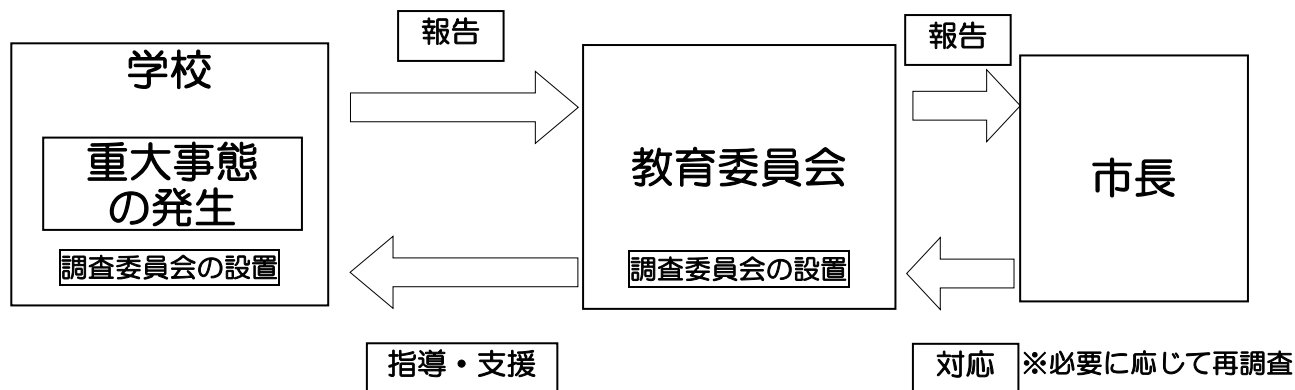 報告
報告
学校
重大事態
の発生
教育委員会
市長
調査委員会の設置
調査委員会の設置
指導・支援
対応
※必要に応じて再調査